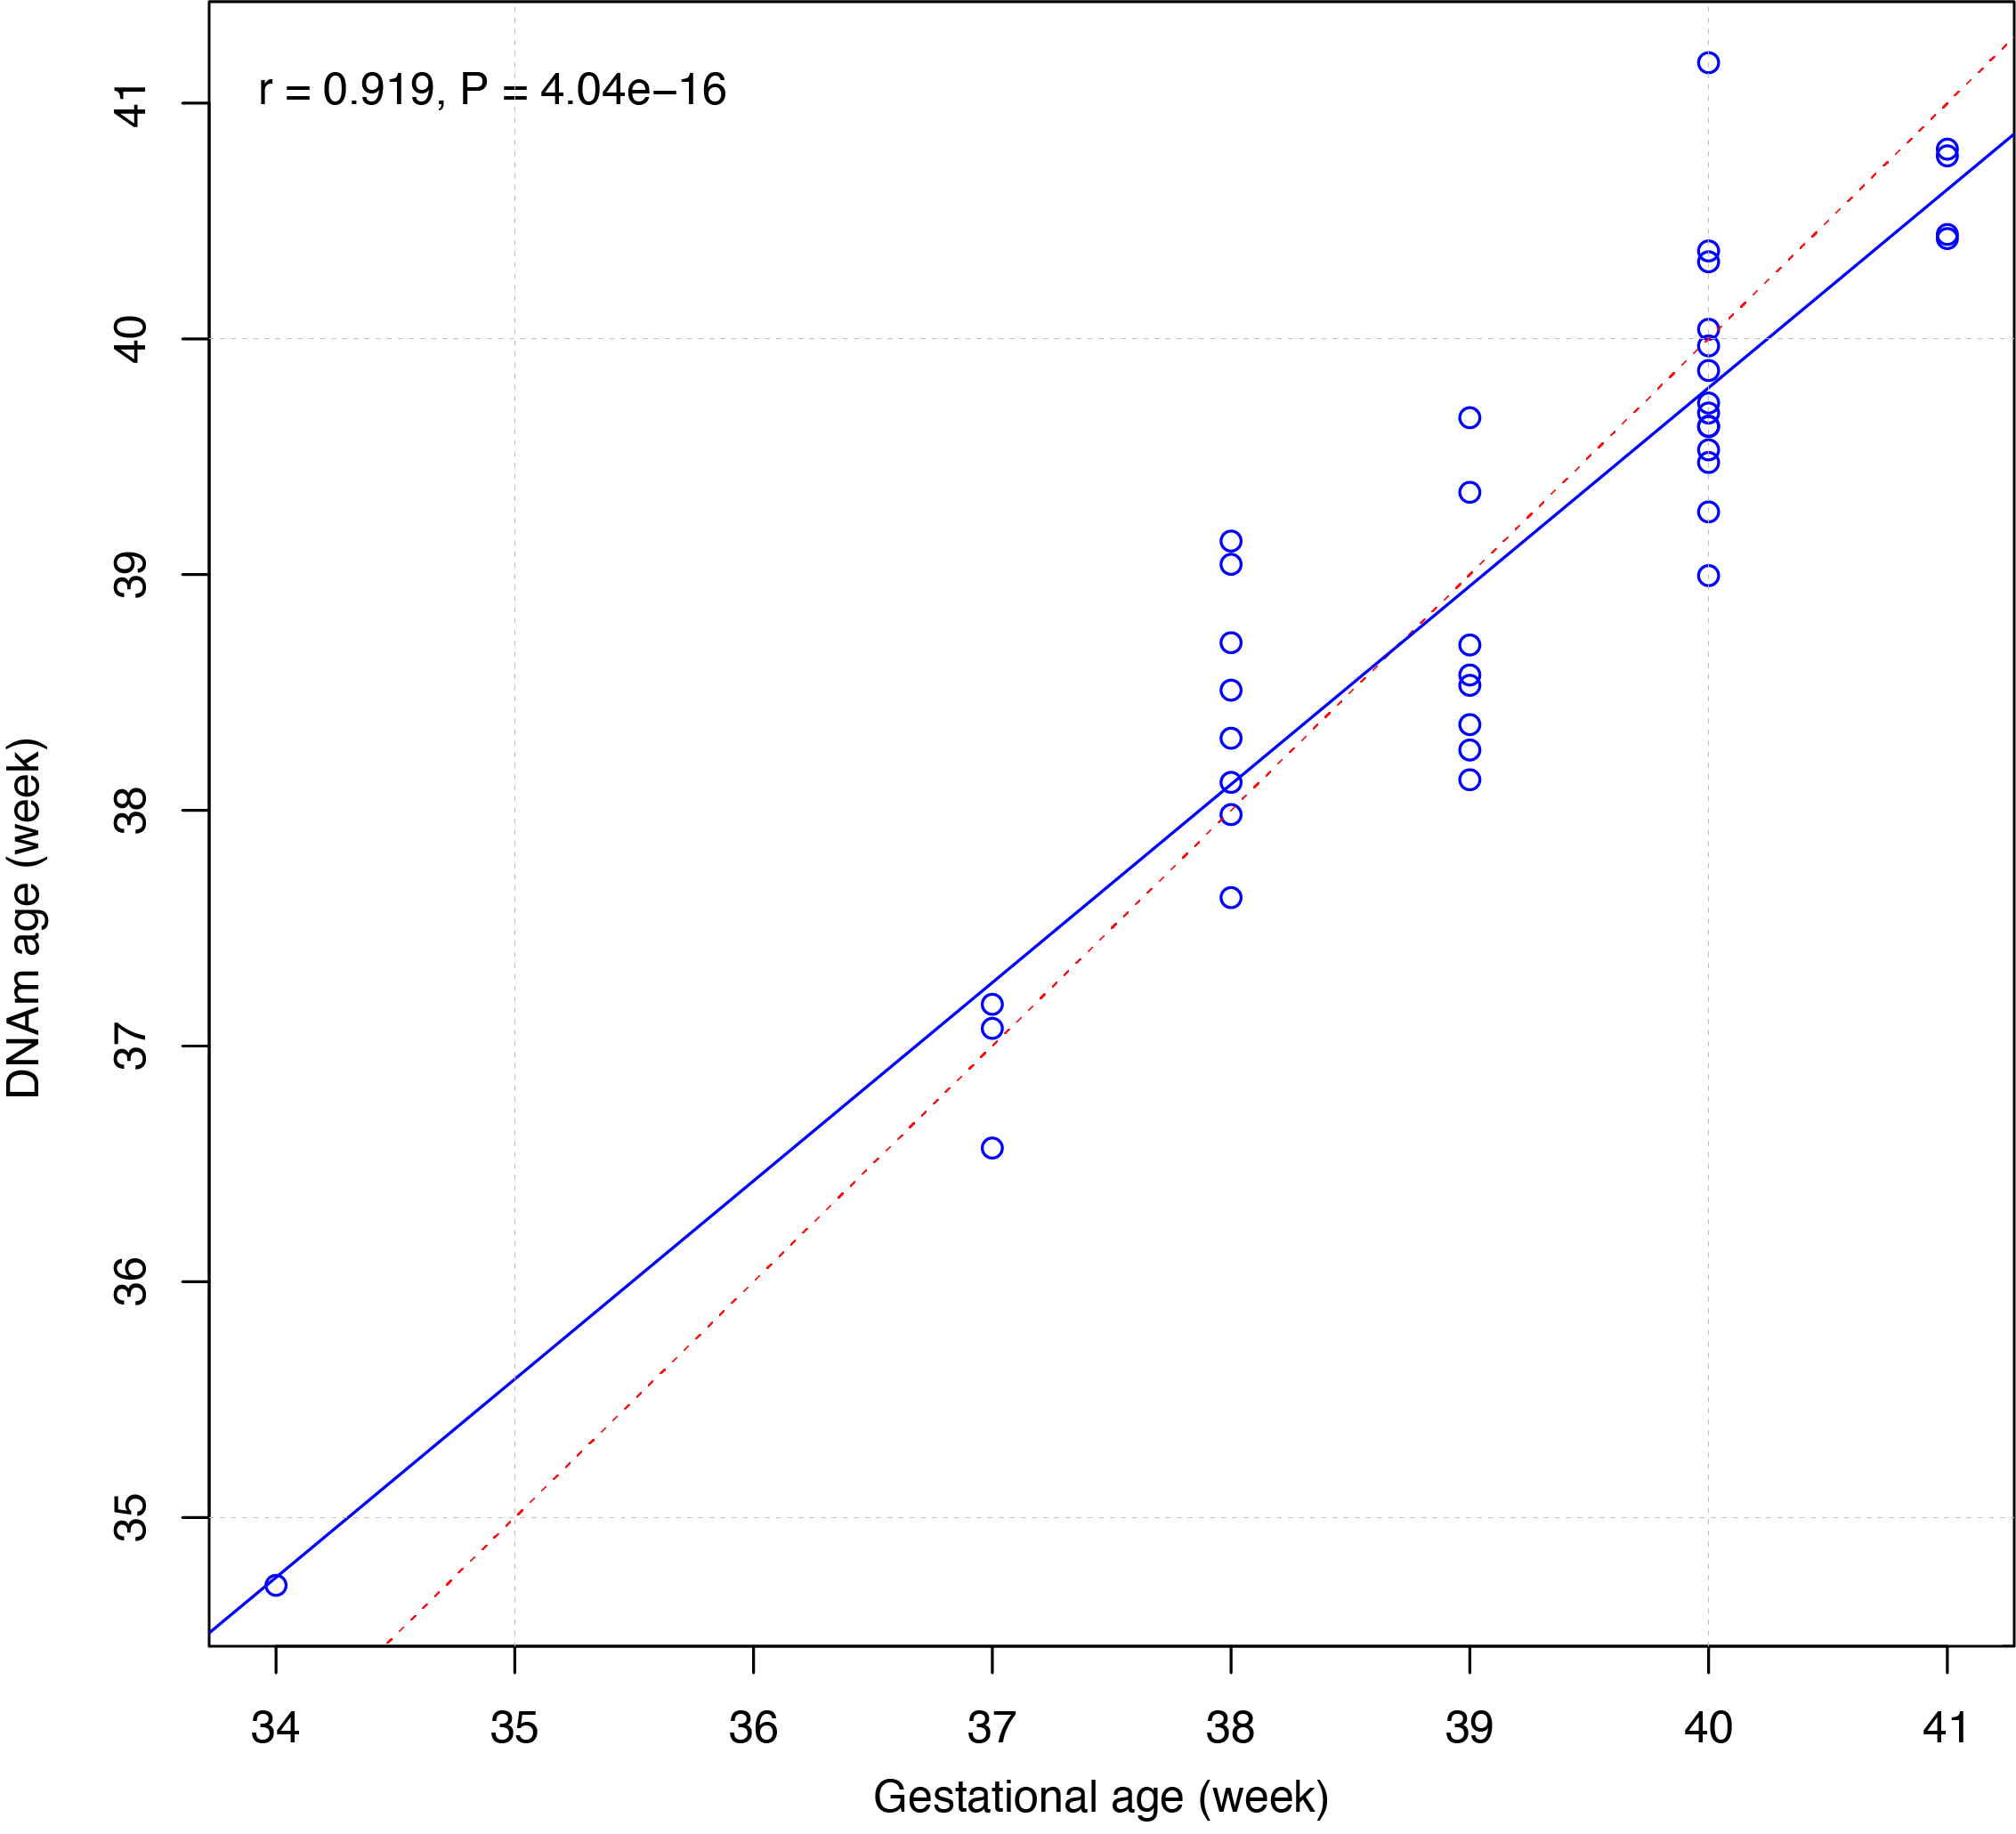 r = 0.919, P = 4.04e−16
41
40
39
38
37
36
35
DNAm age (week)
34 35 36 37 38 39 40 41
Gestational age (week)